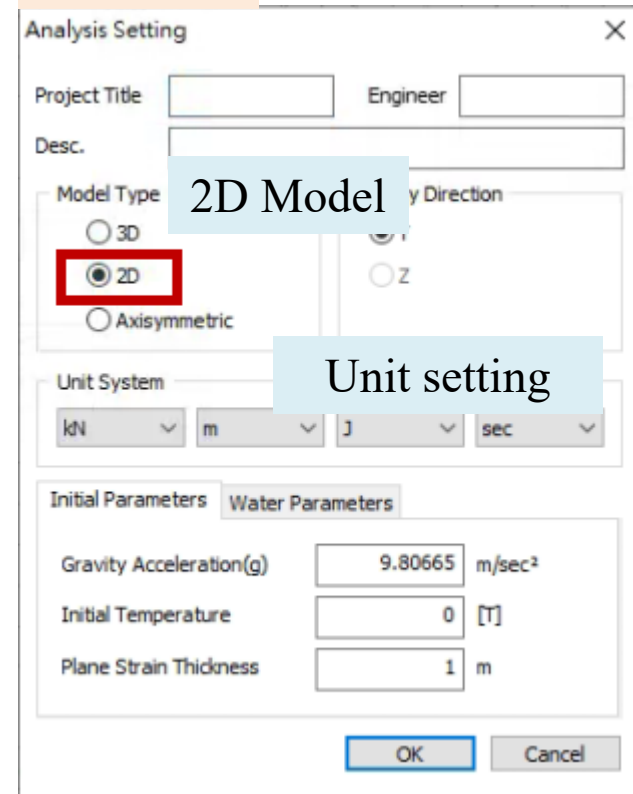 Analysis Setting
Project Title
Engineer
Desc.
Model Type
2D Model
y Direction
3D
2D
Z
Axisymmetric
Unit System
Unit setting
kN
m
J
sec
Initial Parameters
Water Parameters
Gravity Acceleration(g)
9.80665
m/sec²
Initial Temperature
0
[T]
Plane Strain Thickness
1
m
OK
Cancel